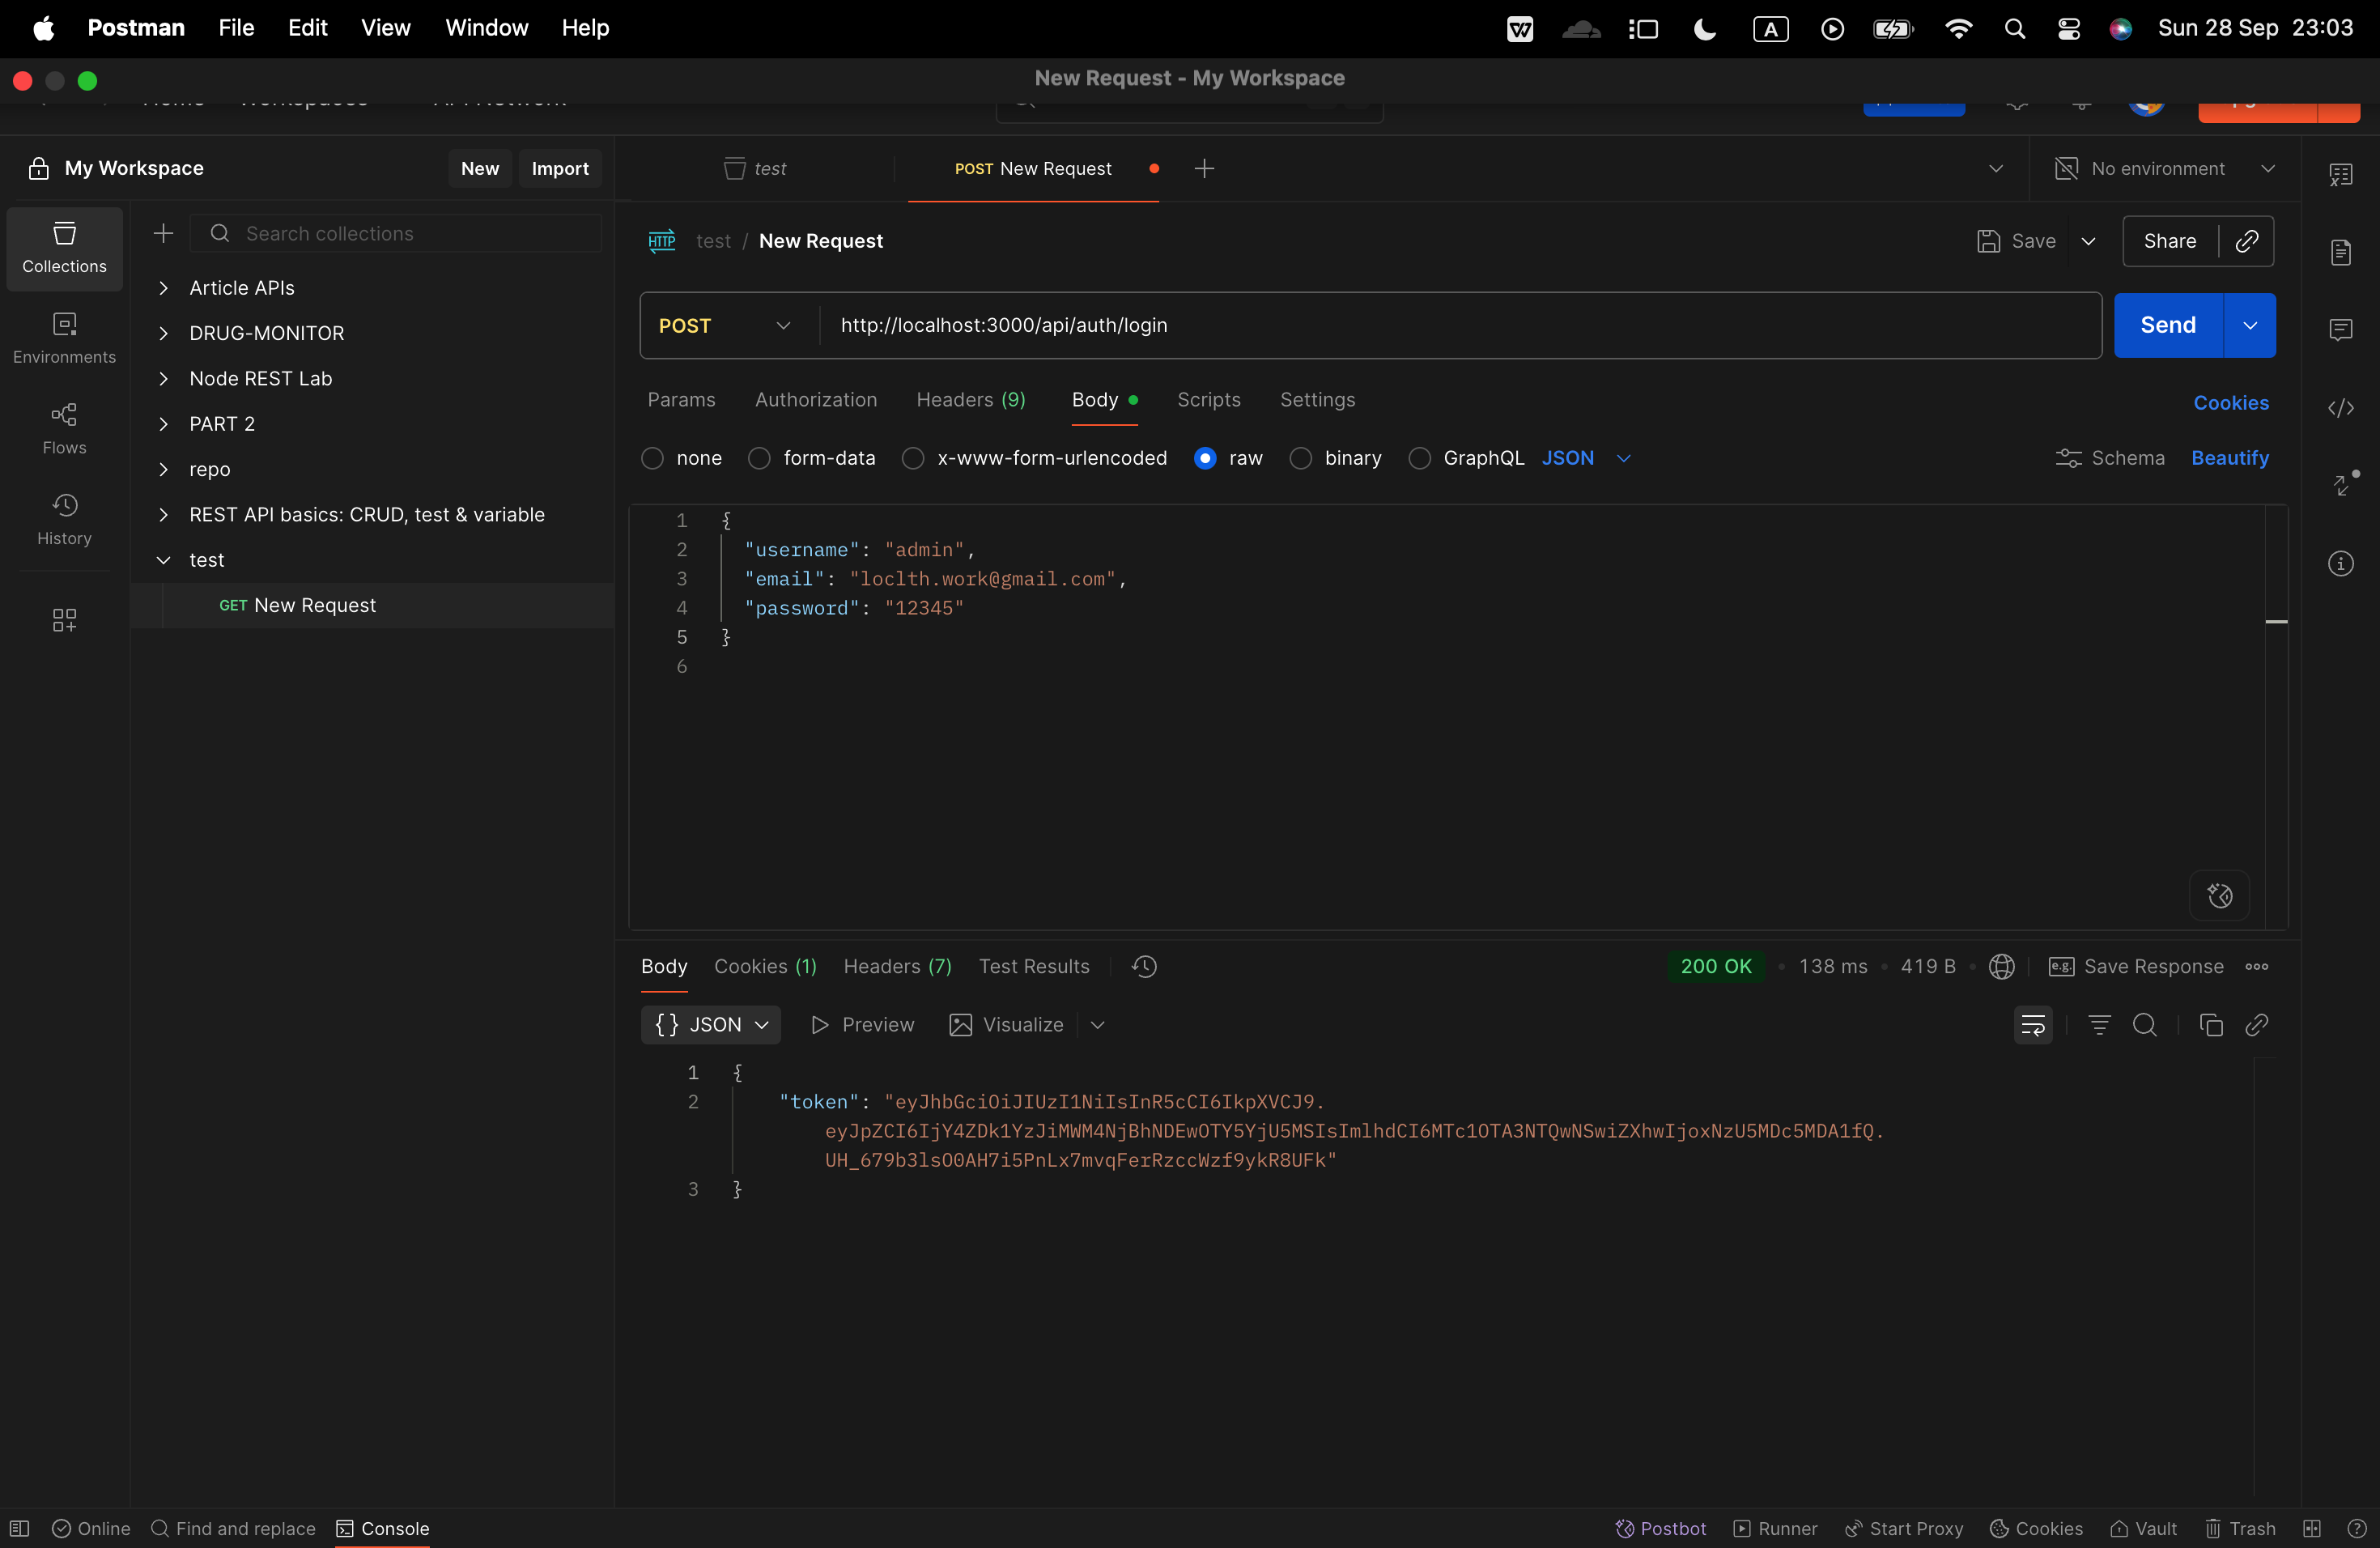 Postman File Edit View Window Help A Sun 28 Sep 23:03
New Request - My Workspace
My Workspace New Import
test
POST New Request
No environment
Collections
Search collections
HTTP test / New Request
Save Share
Article APIs
DRUG-MONITOR
Environments
POST http://localhost:3000/api/auth/login Send
Node REST Lab
Params Authorization Headers (9) Body Scripts Settings Cookies
PART 2
Flows
none form-data x-www-form-urlencoded raw binary GraphQL JSON Schema Beautify
repo
REST API basics: CRUD, test & variable
History
test
GET New Request
1 {
2 "username": "admin",
3 "email": "loclth.work@gmail.com",
4 "password": "12345"
5 }
6
Body Cookies (1) Headers (7) Test Results 200 OK • 138 ms • 419 B • e.g. Save Response
{} JSON Preview Visualize
1 {
2 "token": "eyJhbGciOiJIUzI1NiIsInR5cCI6IkpXVCJ9.
eyJpZCI6IjY4ZDk1YzJiMWM4NjBhNDEwOTY5YjU5MSIsImlhdCI6MTc1OTA3NTQwNSwiZXhwIjoxNzU5MDc5MDA1fQ.
UH_679b3lsO0AH7i5PnLx7mvqFerRzccWzf9ykR8UFk"
3 }
Online Find and replace Console Postbot Runner Start Proxy Cookies Vault Trash